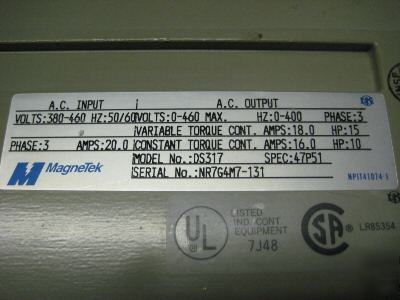 A.C. INPUT A.C. OUTPUT
VOLTS:380-460 HZ:50/60 VOLTS:0-460 MAX. HZ:0-400 PHASE:3
VARIABLE TORQUE CONT. AMPS:18.0 HP:15
PHASE:3 AMPS:20.0 CONSTANT TORQUE CONT. AMPS:16.0 HP:10
MODEL No.:DS317 SPEC:47P51
SERIAL No.:NR7G4M7-131
MagneTek
NPIT41074-1
UL
LISTED
IND. CONT.
EQUIPMENT
7J48
SA
LR85354